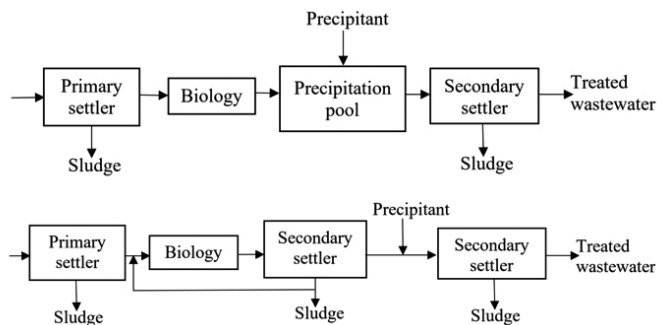 Precipitant
Primary
settler
Biology
Precipitation
pool
Secondary
settler
Treated
wastewater
Sludge
Sludge
Precipitant
Primary
settler
Biology
Secondary
settler
Secondary
settler
Treated
wastewater
Sludge
Sludge
Sludge